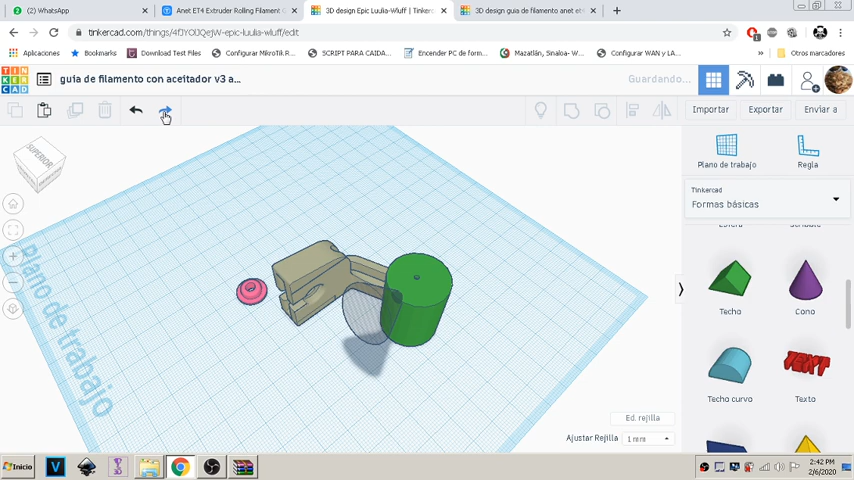 (2) WhatsApp
Anet ET4 Extruder Rolling Filament G
3D design Epic Luulia-Wluff | Tinkerc
3D design guia de filamento anet et4
tinkercad.com/things/4fJYOlJQejW-epic-luulia-wluff/edit
Aplicaciones
Bookmarks
Download Test Files
Configurar MikroTiK R
SCRIPT PARA CAIDA...
Encender PC de form...
Mazatlán, Sinaloa - el...
Configurar WAN y LA...
»
Otros marcadores
TINKERCAD
guia de filamento con aceitador v3 a...
Guardando...
Importar
Exportar
Enviar a
SUPERIOR
Plano de trabajo
Regla
Tinkercad
Formas básicas
Plano de trabajo
Techo
Cono
TEXT
Techo curvo
Texto
Ed. rejilla
Ajustar Rejilla
1 mm
Inicio
2:42 PM
2/6/2020